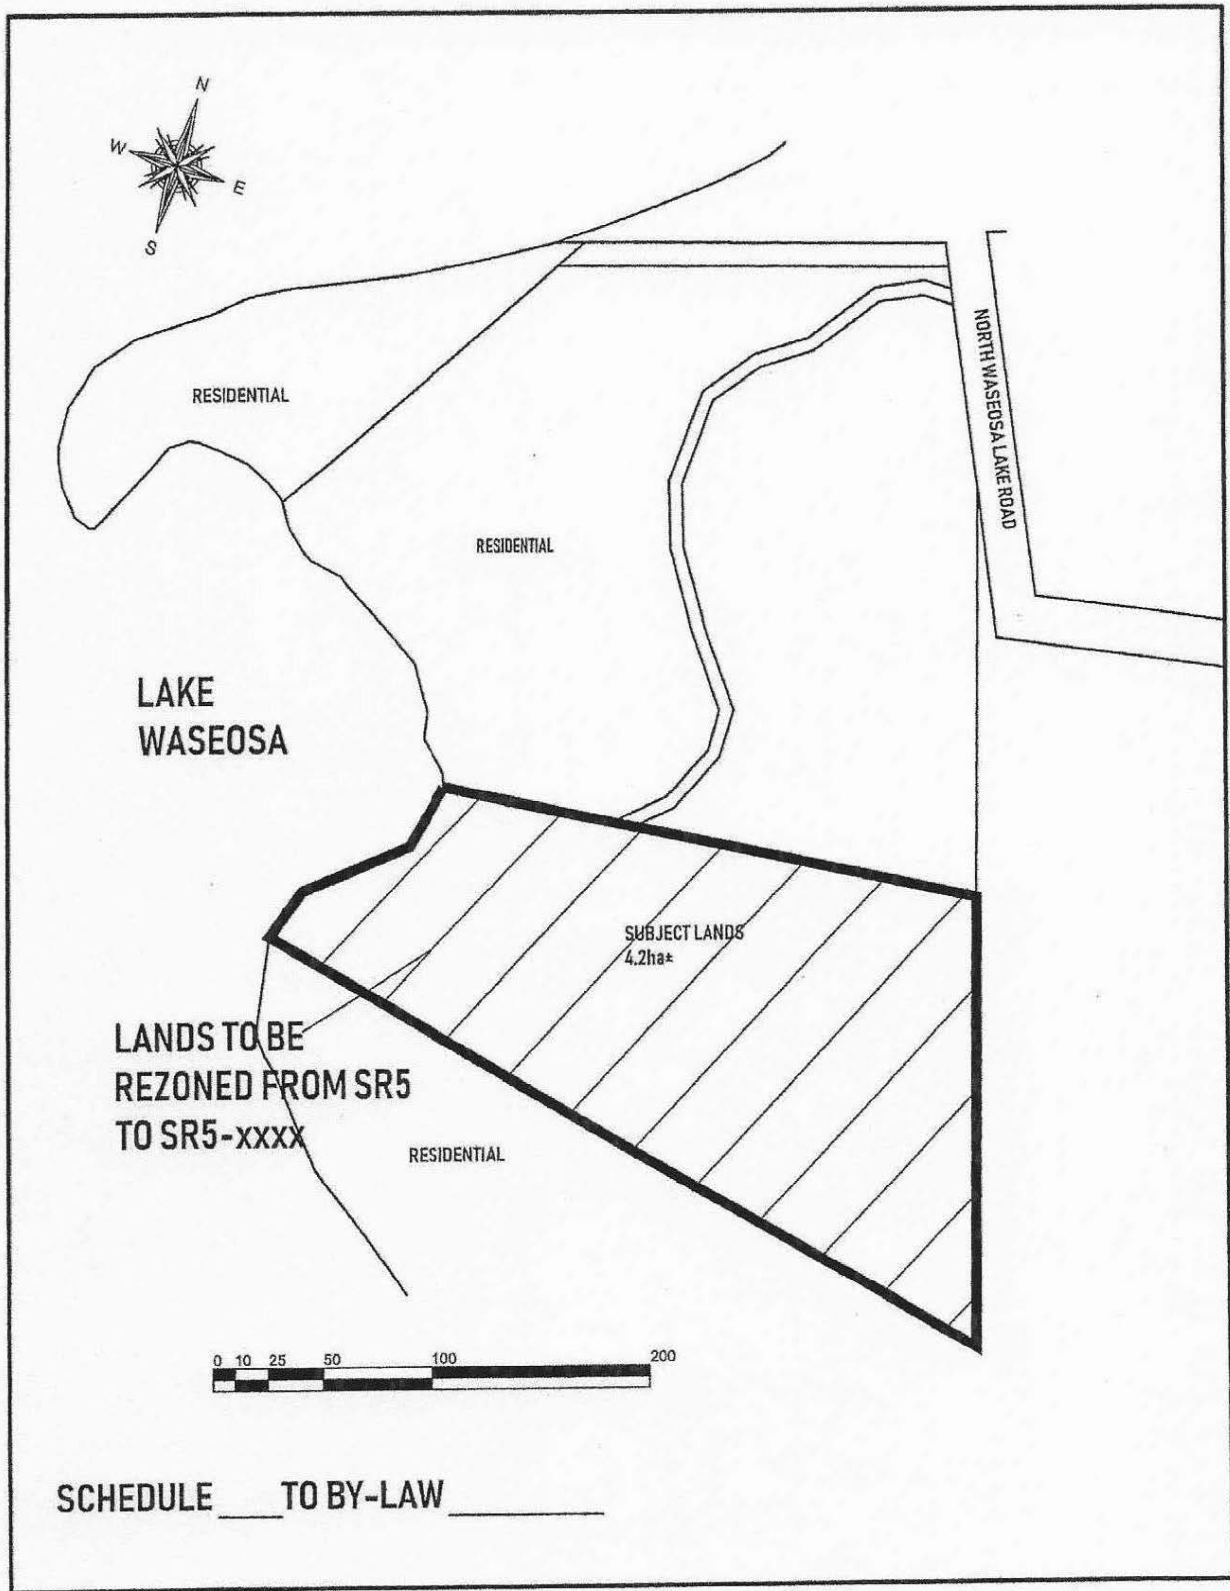 N
W
E
S
RESIDENTIAL
NORTH WASEOSA LAKE ROAD
RESIDENTIAL
LAKE
WASEOSA
SUBJECT LANDS
4.2ha±
LANDS TO BE
REZONED FROM SR5
TO SR5-xxxx
RESIDENTIAL
0 10 25 50 100 200
SCHEDULE ___ TO BY-LAW ________